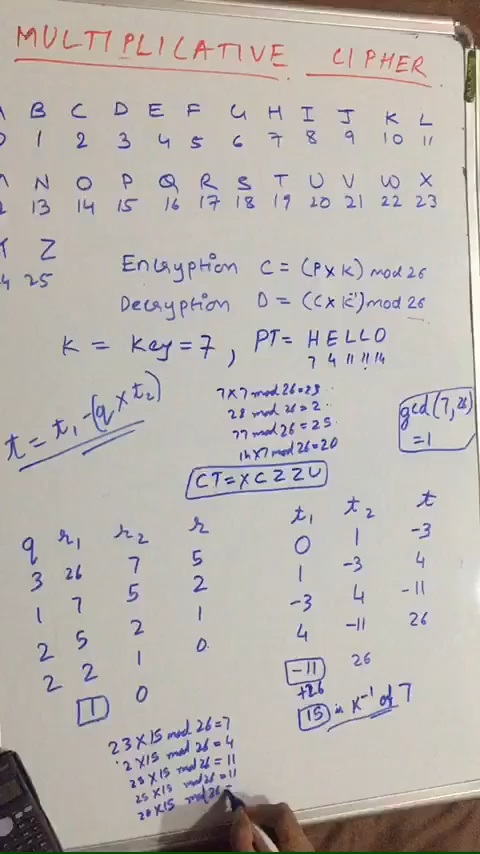 MULTIPLICATIVE CIPHER
B C D E F G H I J K L
1 2 3 4 5 6 7 8 9 10 11
N O P Q R S T U V W X
13 14 15 16 17 18 19 20 21 22 23
Z
25
Encryption C = (P x K) mod 26
Decryption D = (C x K⁻¹) mod 26
K = Key = 7, PT = HELLO
7 4 11 11 14
t = t₁ - (q x t₂)
7 x 7 mod 26 = 23
28 mod 26 = 2
77 mod 26 = 25
14 x 7 mod 26 = 20
gcd (7, 26) = 1
CT = XCZZU
q r₁ r₂ r t₁ t₂ t
3 26 7 5 0 1 -3
1 7 5 2 1 -3 4
2 5 2 1 -3 4 -11
2 2 1 0 4 -11 26
1 0 -11 26
+26
15 is K⁻¹ of 7
23 x 15 mod 26 = 7
2 x 15 mod 26 = 4
25 x 15 mod 26 = 11
25 x 15 mod 26 = 11
20 x 15 mod 26 =